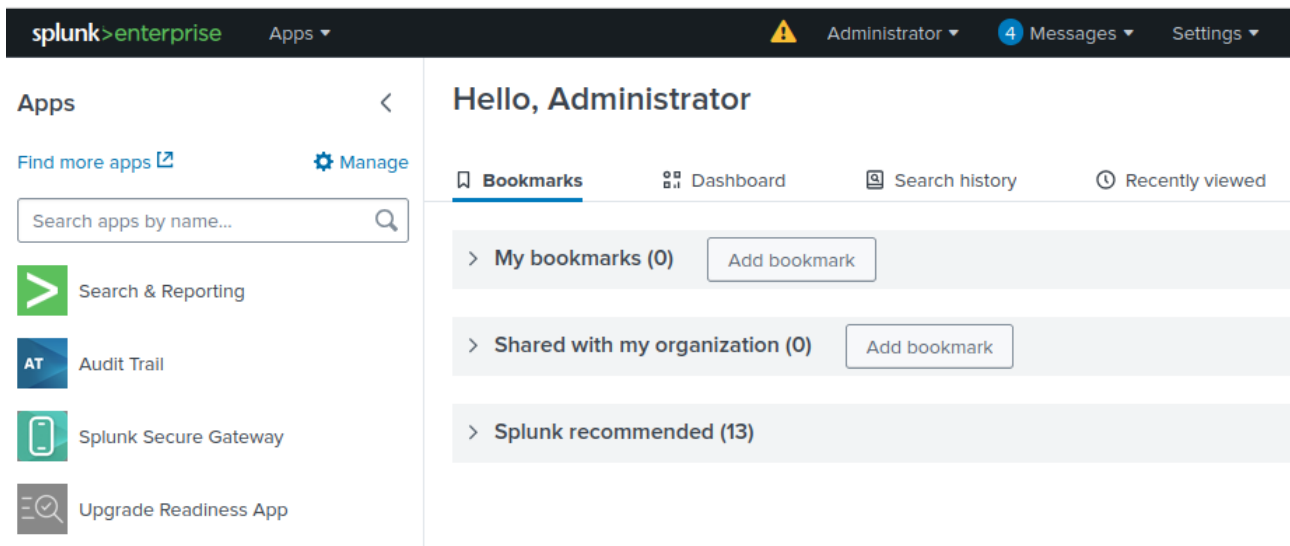 splunk>enterprise Apps Administrator 4 Messages Settings
Apps
Find more apps Manage
Search apps by name...
Search & Reporting
AT Audit Trail
Splunk Secure Gateway
Upgrade Readiness App
Hello, Administrator
Bookmarks Dashboard Search history Recently viewed
My bookmarks (0) Add bookmark
Shared with my organization (0) Add bookmark
Splunk recommended (13)